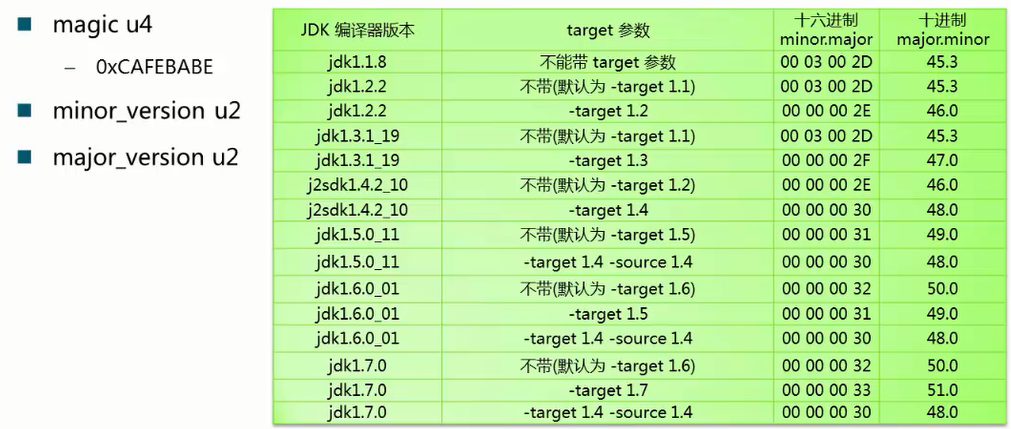 magic u4
– 0xCAFEBABE
minor_version u2
major_version u2
JDK 编译器版本 target 参数 十六进制 minor.major 十进制 major.minor
jdk1.1.8 不能带 target 参数 00 03 00 2D 45.3
jdk1.2.2 不带(默认为 -target 1.1) 00 03 00 2D 45.3
jdk1.2.2 -target 1.2 00 00 00 2E 46.0
jdk1.3.1_19 不带(默认为 -target 1.1) 00 03 00 2D 45.3
jdk1.3.1_19 -target 1.3 00 00 00 2F 47.0
j2sdk1.4.2_10 不带(默认为 -target 1.2) 00 00 00 2E 46.0
j2sdk1.4.2_10 -target 1.4 00 00 00 30 48.0
jdk1.5.0_11 不带(默认为 -target 1.5) 00 00 00 31 49.0
jdk1.5.0_11 -target 1.4 -source 1.4 00 00 00 30 48.0
jdk1.6.0_01 不带(默认为 -target 1.6) 00 00 00 32 50.0
jdk1.6.0_01 -target 1.5 00 00 00 31 49.0
jdk1.6.0_01 -target 1.4 -source 1.4 00 00 00 30 48.0
jdk1.7.0 不带(默认为 -target 1.6) 00 00 00 32 50.0
jdk1.7.0 -target 1.7 00 00 00 33 51.0
jdk1.7.0 -target 1.4 -source 1.4 00 00 00 30 48.0